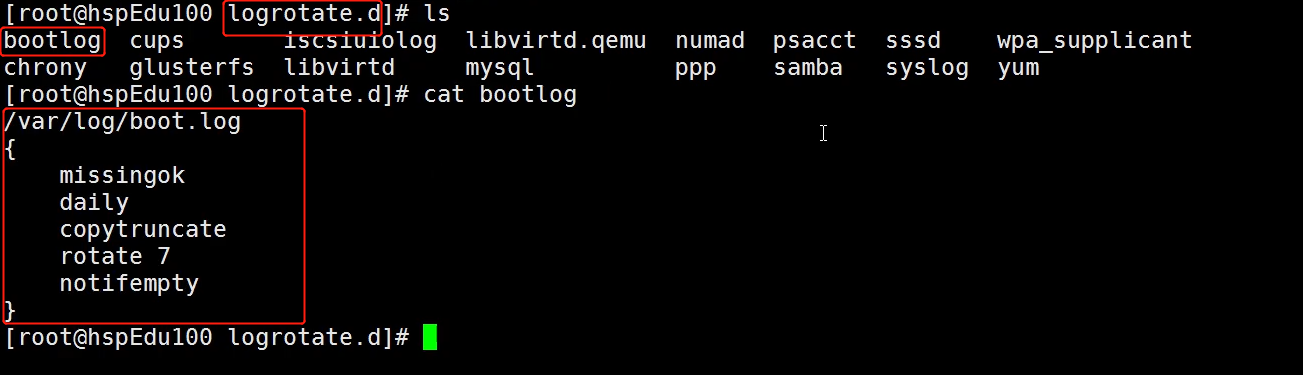 [root@hspEdu100 logrotate.d]# ls
bootlog cups iscsiuiolog libvirtd.qemu numad psacct sssd wpa_supplicant
chrony glusterfs libvirtd mysql ppp samba syslog yum
[root@hspEdu100 logrotate.d]# cat bootlog
/var/log/boot.log
{
    missingok
    daily
    copytruncate
    rotate 7
    notifempty
}
[root@hspEdu100 logrotate.d]#